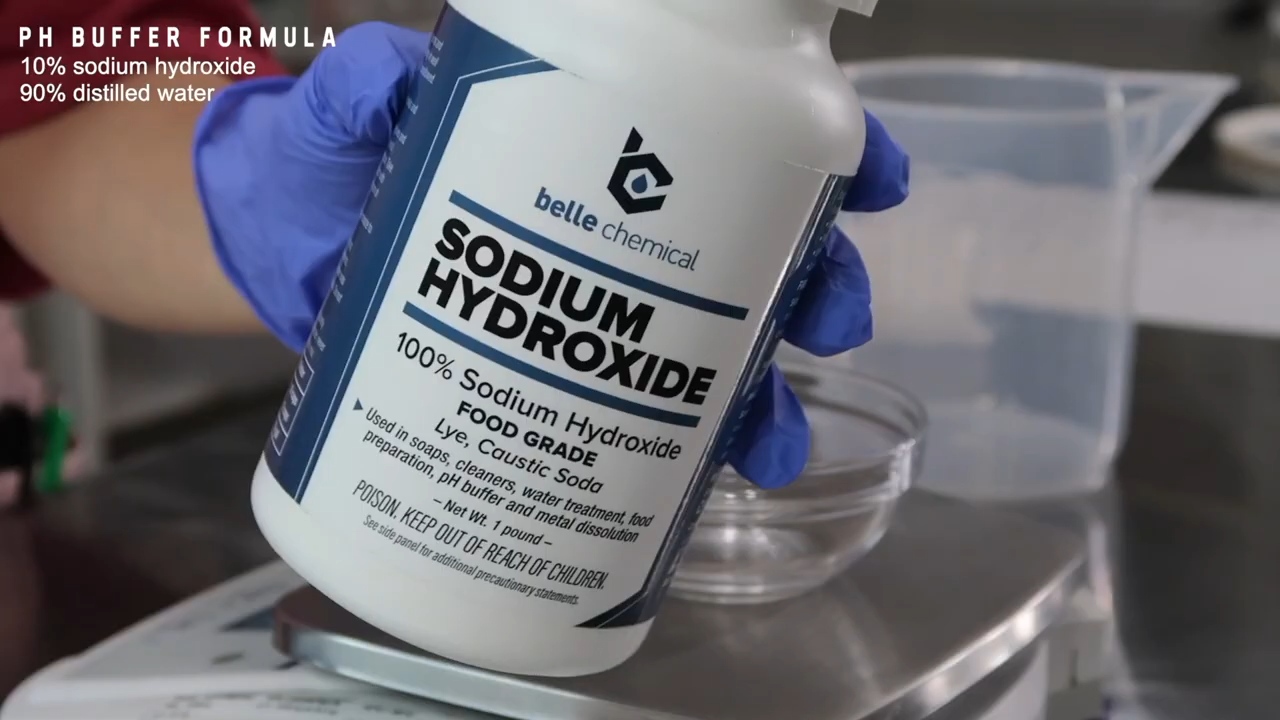 PH BUFFER FORMULA
10% sodium hydroxide
90% distilled water
belle chemical
SODIUM
HYDROXIDE
100% Sodium Hydroxide
FOOD GRADE
Lye, Caustic Soda
Used in soaps, cleaners, water treatment, food
preparation, pH buffer and metal dissolution
– Net Wt. 1 pound –
POISON. KEEP OUT OF REACH OF CHILDREN.
See side panel for additional precautionary statements.